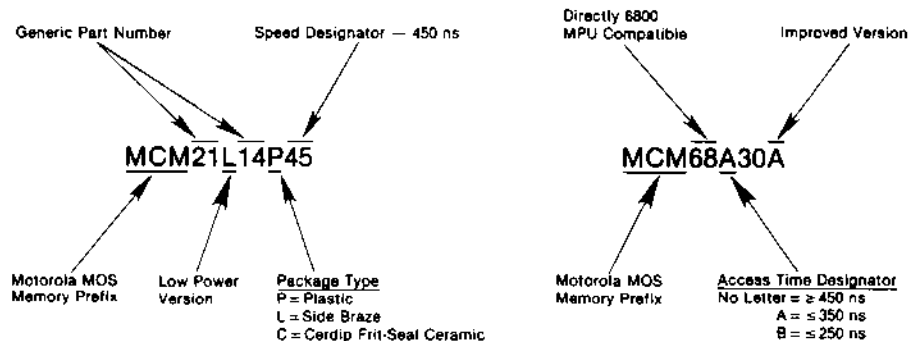 Generic Part Number
Speed Designator — 450 ns
MCM21L14P45
Motorola MOS
Memory Prefix
Low Power
Version
Package Type
P = Plastic
L = Side Braze
C = Cerdip Frit-Seal Ceramic
Directly 6800
MPU Compatible
Improved Version
MCM68A30A
Motorola MOS
Memory Prefix
Access Time Designator
No Letter = ≥ 450 ns
A = ≤350 ns
B = ≤250 ns